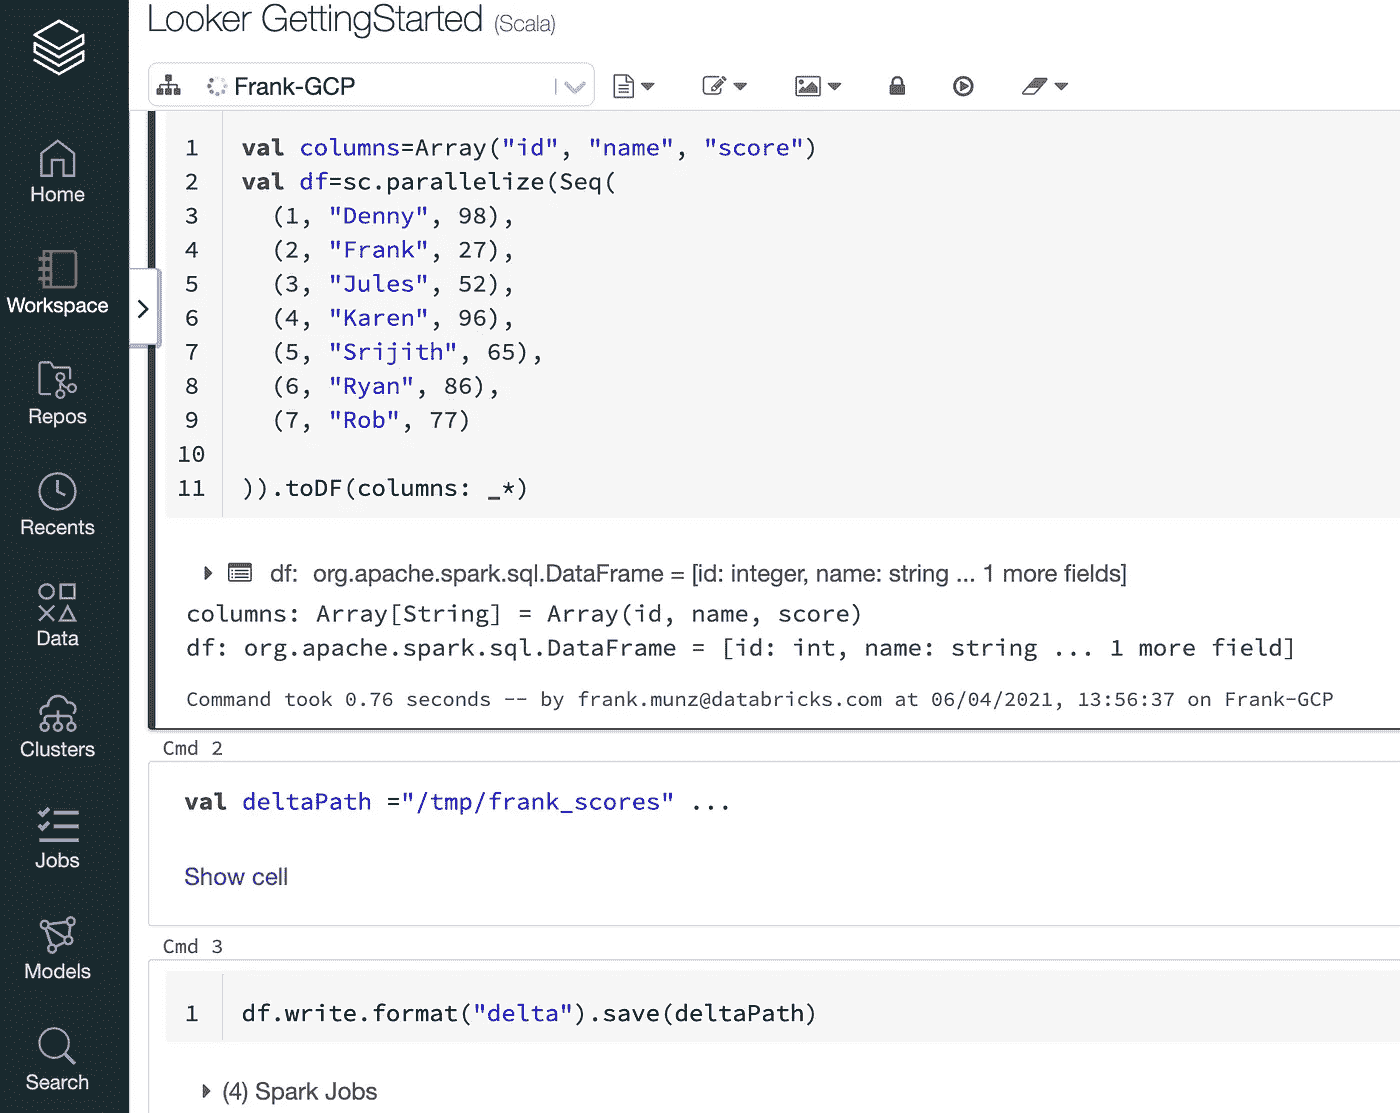 Looker GettingStarted (Scala)
Frank-GCP
Home
Workspace
Repos
Recents
Data
Clusters
Jobs
Models
Search
1 val columns=Array("id", "name", "score")
2 val df=sc.parallelize(Seq(
3 (1, "Denny", 98),
4 (2, "Frank", 27),
5 (3, "Jules", 52),
6 (4, "Karen", 96),
7 (5, "Srijith", 65),
8 (6, "Ryan", 86),
9 (7, "Rob", 77)
10
11 )).toDF(columns: _*)
df: org.apache.spark.sql.DataFrame = [id: integer, name: string ... 1 more fields]
columns: Array[String] = Array(id, name, score)
df: org.apache.spark.sql.DataFrame = [id: int, name: string ... 1 more field]
Command took 0.76 seconds -- by frank.munz@databricks.com at 06/04/2021, 13:56:37 on Frank-GCP
Cmd 2
val deltaPath ="/tmp/frank_scores" ...
Show cell
Cmd 3
1 df.write.format("delta").save(deltaPath)
(4) Spark Jobs